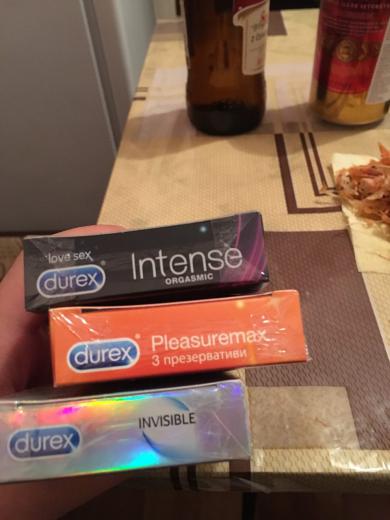 love sex
durex
Intense
ORGASMIC
durex
Pleasuremax
3 презервативи
durex
INVISIBLE